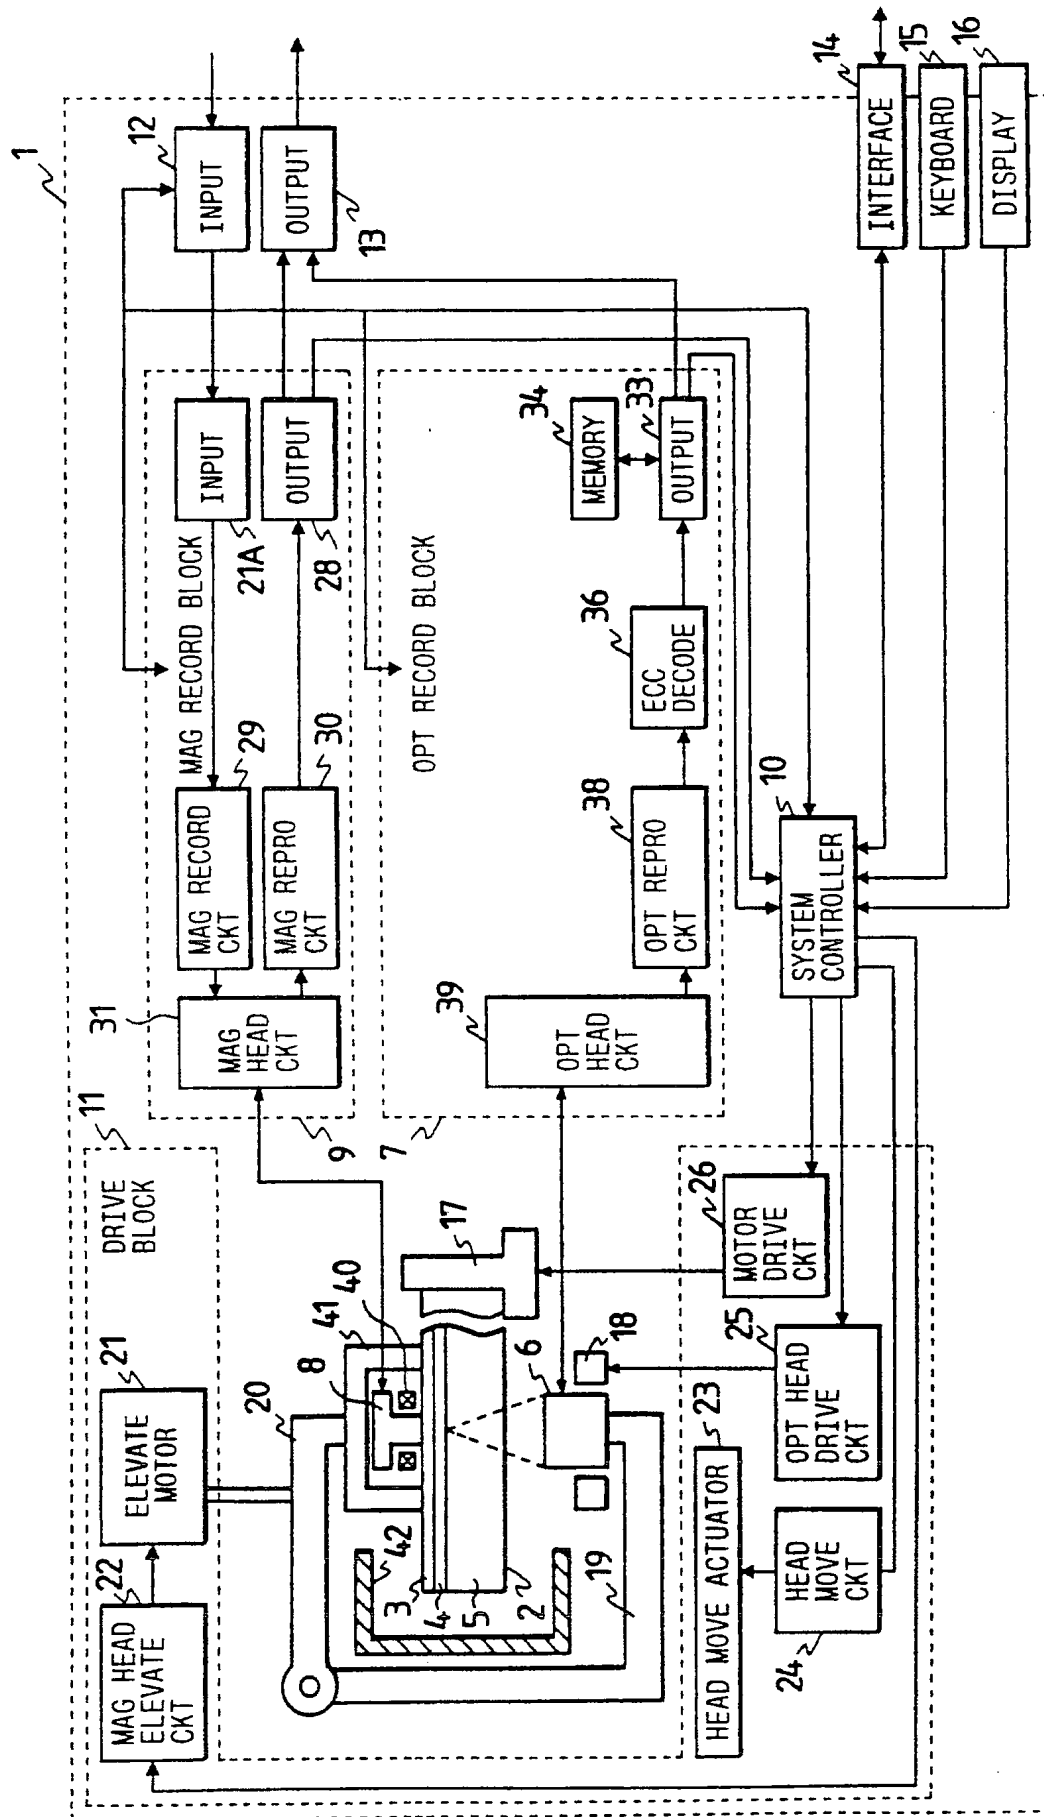 1
11
DRIVE
BLOCK
MAG HEAD
ELEVATE
CKT
22
ELEVATE
MOTOR
21
20
41
8
40
17
3
4
5
2
42
19
6
18
HEAD MOVE ACTUATOR
23
HEAD
MOVE
CKT
24
OPT HEAD
DRIVE
CKT
25
MOTOR
DRIVE
CKT
26
9
MAG RECORD BLOCK
31
MAG
HEAD
CKT
MAG RECORD
CKT
29
MAG REPRO
CKT
30
INPUT
21A
OUTPUT
28
INPUT
12
OUTPUT
13
7
OPT RECORD BLOCK
39
OPT
HEAD
CKT
OPT REPRO
CKT
38
ECC
DECODE
36
MEMORY
34
OUTPUT
33
SYSTEM
CONTROLLER
10
INTERFACE
14
KEYBOARD
15
DISPLAY
16